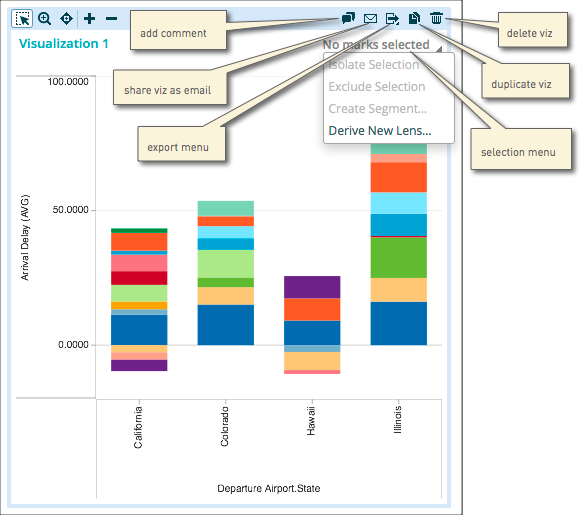 add comment
delete viz
Visualization 1
No marks selected
Isolate Selection
share viz as email
Exclude Selection
duplicate viz
Create Segment...
Derive New Lens...
export menu
selection menu
100.0000
50.0000
0.0000
Arrival Delay (AVG)
California
Colorado
Hawaii
Illinois
Departure Airport.State